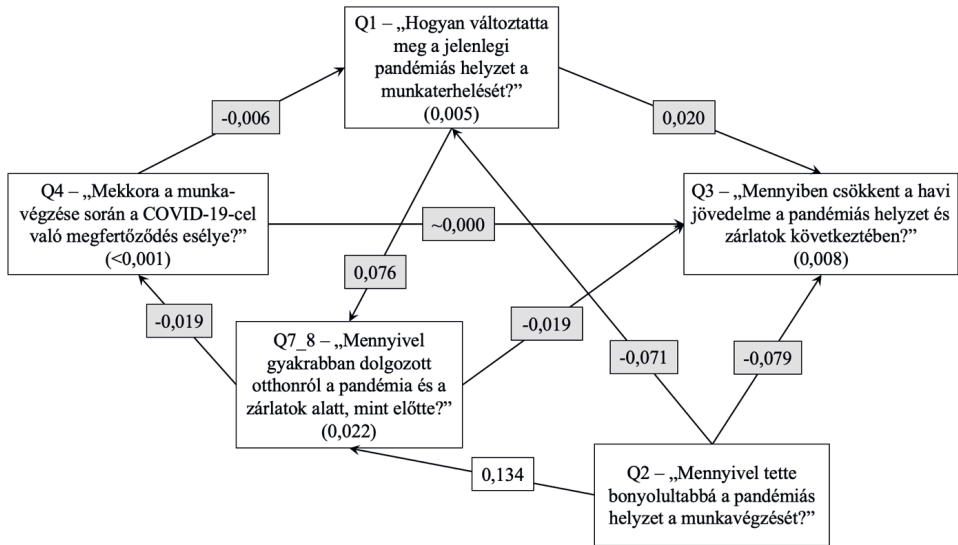 Q1 – „Hogyan változtatta
meg a jelenlegi
pandémiás helyzet a
munkaterhelését?”
(0,005)
-0,006
0,020
Q4 – „Mekkora a munka-
végzése során a COVID-19-cel
való megfertőződés esélye?”
(<0,001)
~0,000
Q3 – „Mennyiben csökkent a havi
jövedelme a pandémiás helyzet és
zárlatok következtében?”
(0,008)
0,076
-0,019
-0,019
-0,071
-0,079
Q7_8 – „Mennyivel
gyakrabban dolgozott
otthonról a pandémia és a
zárlatok alatt, mint előtte?”
(0,022)
0,134
Q2 – „Mennyivel tette
bonyolultabbá a pandémiás
helyzet a munkavégzését?”